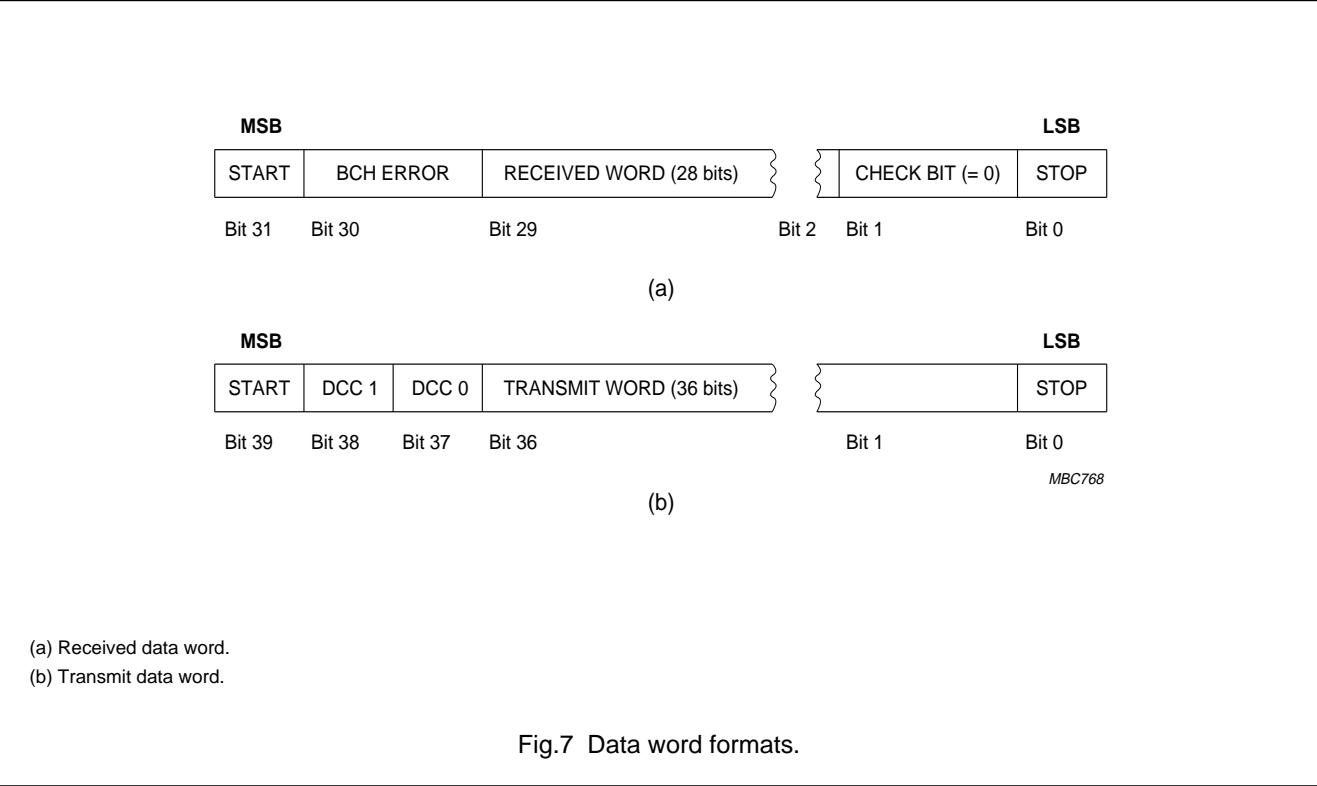 MSB LSB
START BCH ERROR RECEIVED WORD (28 bits) CHECK BIT (= 0) STOP
Bit 31 Bit 30 Bit 29 Bit 2 Bit 1 Bit 0
(a)
MSB LSB
START DCC 1 DCC 0 TRANSMIT WORD (36 bits) STOP
Bit 39 Bit 38 Bit 37 Bit 36 Bit 1 Bit 0
MBC768
(b)
(a) Received data word.
(b) Transmit data word.
Fig.7 Data word formats.